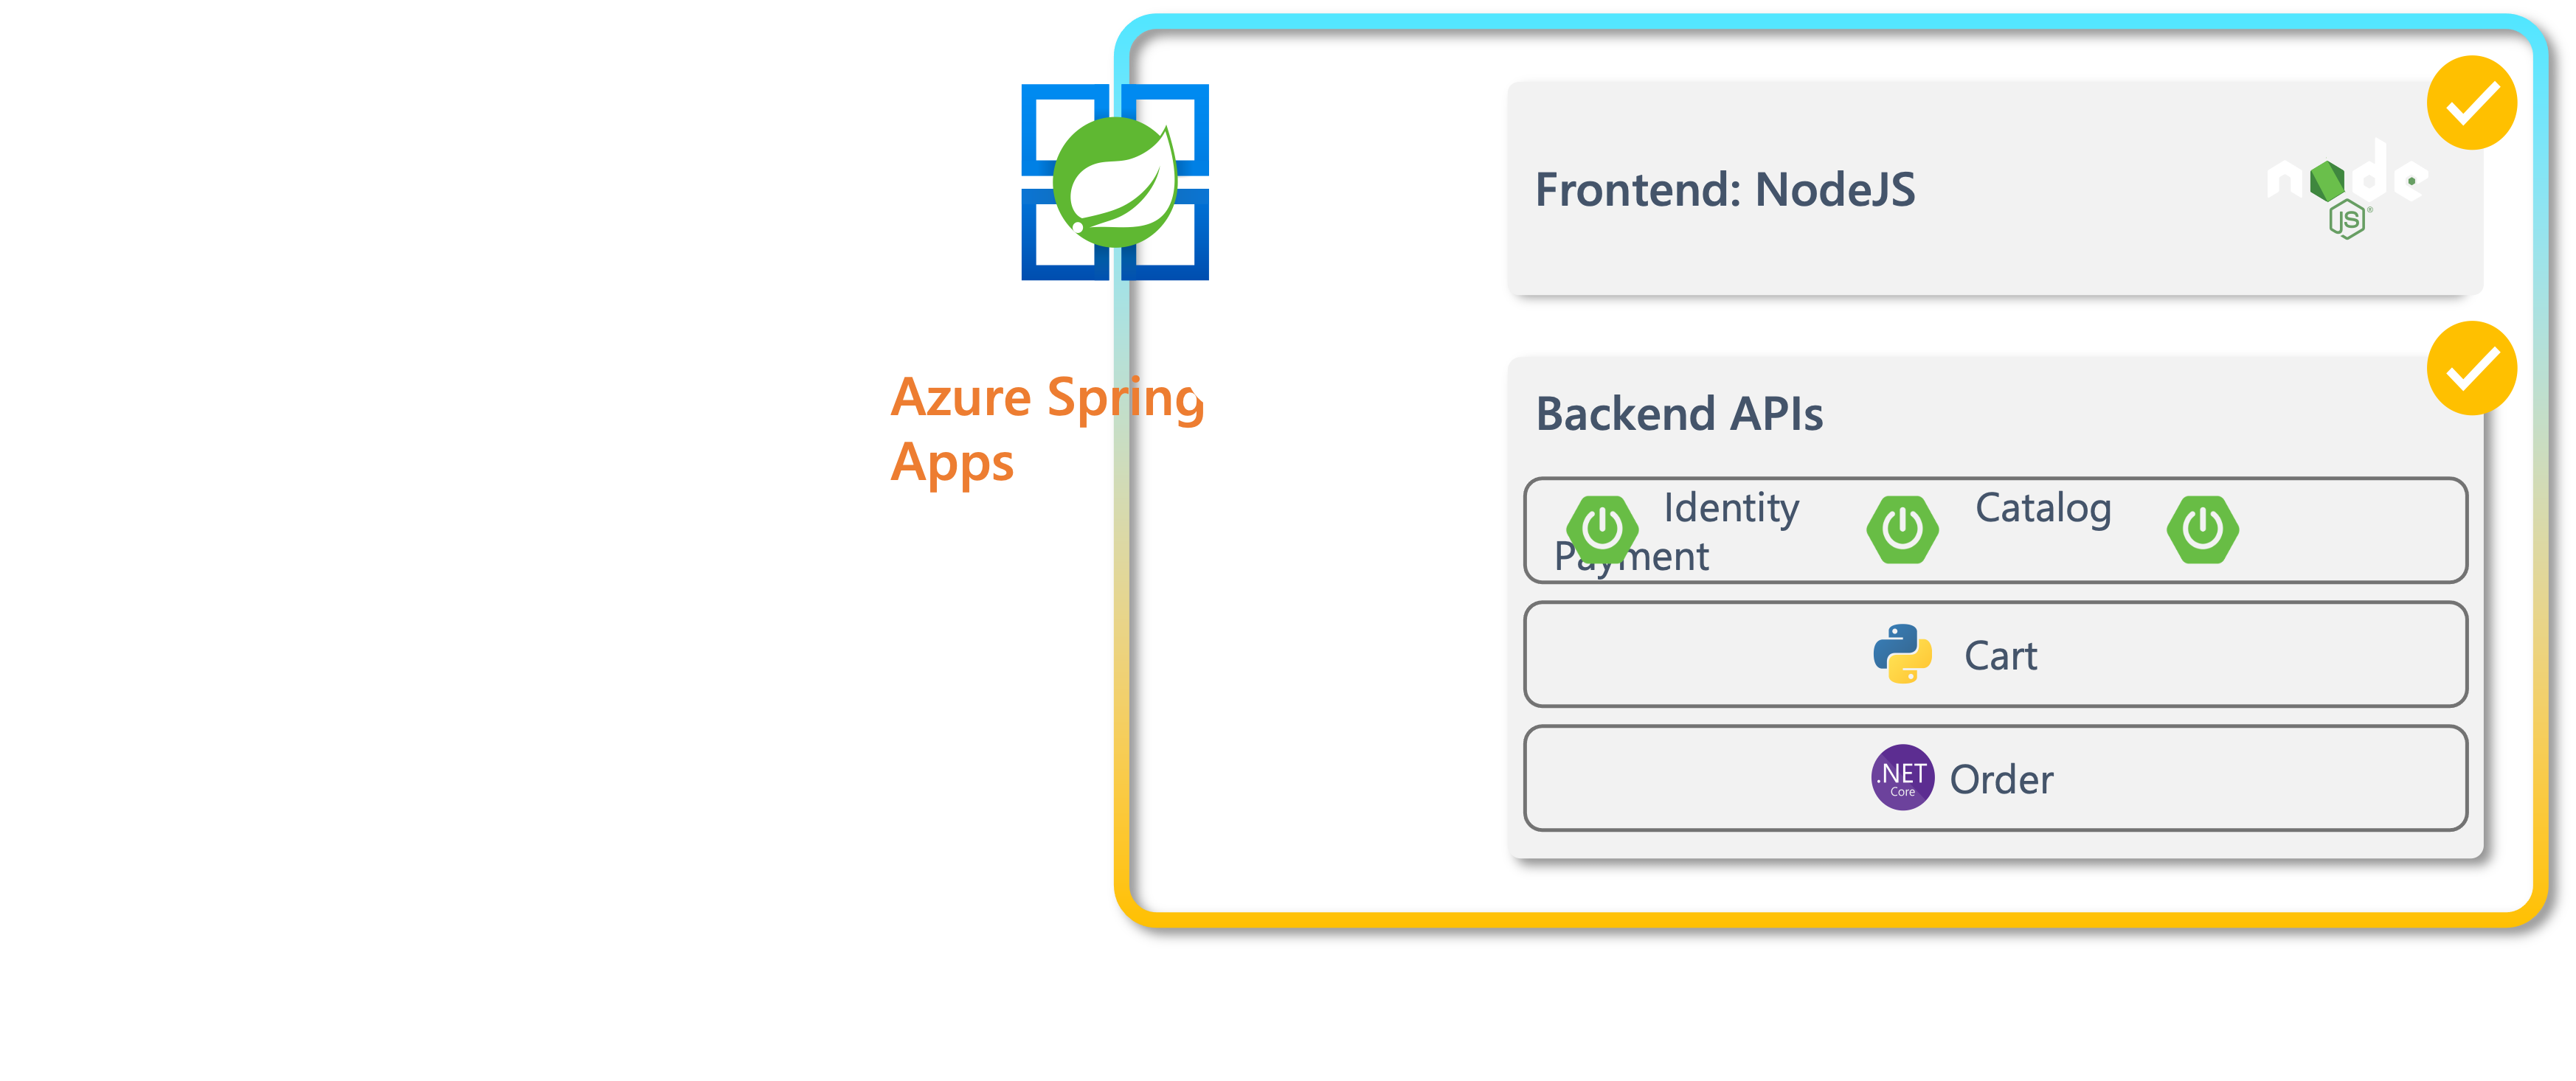 Frontend: NodeJS
node
JS
®
Azure Spring
Apps
Backend APIs
Identity Catalog
Payment
Cart
.NET
Core
Order